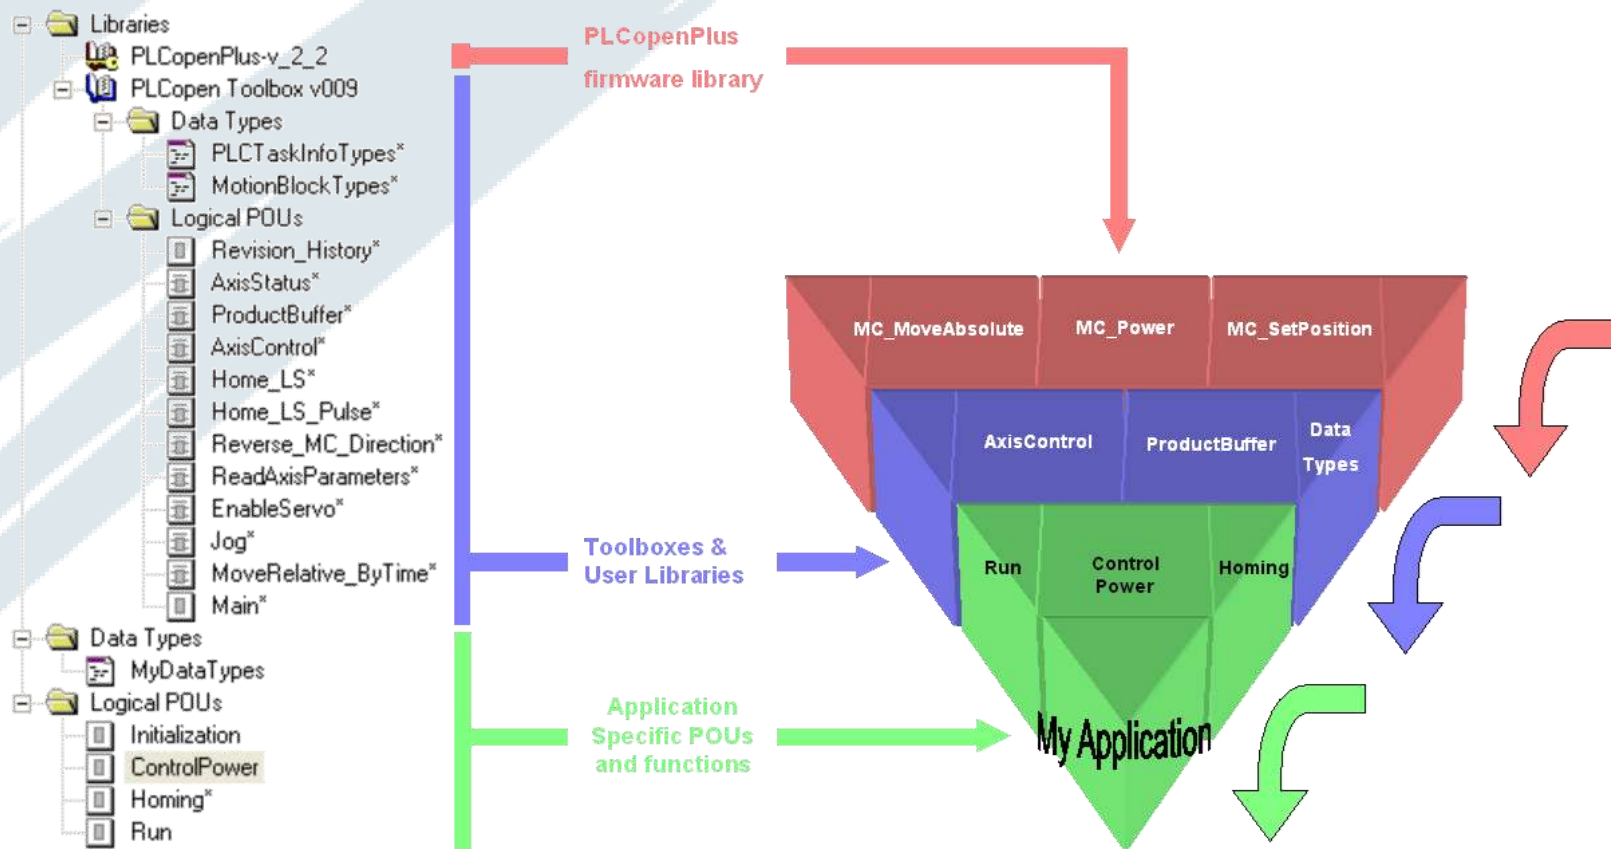 Libraries
PLCopenPlus-v_2_2
PLCopen Toolbox v009
Data Types
PLCTaskInfoTypes*
MotionBlockTypes*
Logical POUs
Revision_History*
AxisStatus*
ProductBuffer*
AxisControl*
Home_LS*
Home_LS_Pulse*
Reverse_MC_Direction*
ReadAxisParameters*
EnableServo*
Jog*
MoveRelative_ByTime*
Main*
Data Types
MyDataTypes
Logical POUs
Initialization
ControlPower
Homing*
Run
PLCopenPlus
firmware library
Toolboxes &
User Libraries
Application
Specific POUs
and functions
MC_MoveAbsolute
MC_Power
MC_SetPosition
AxisControl
ProductBuffer
Data
Types
Run
Control
Power
Homing
My Application